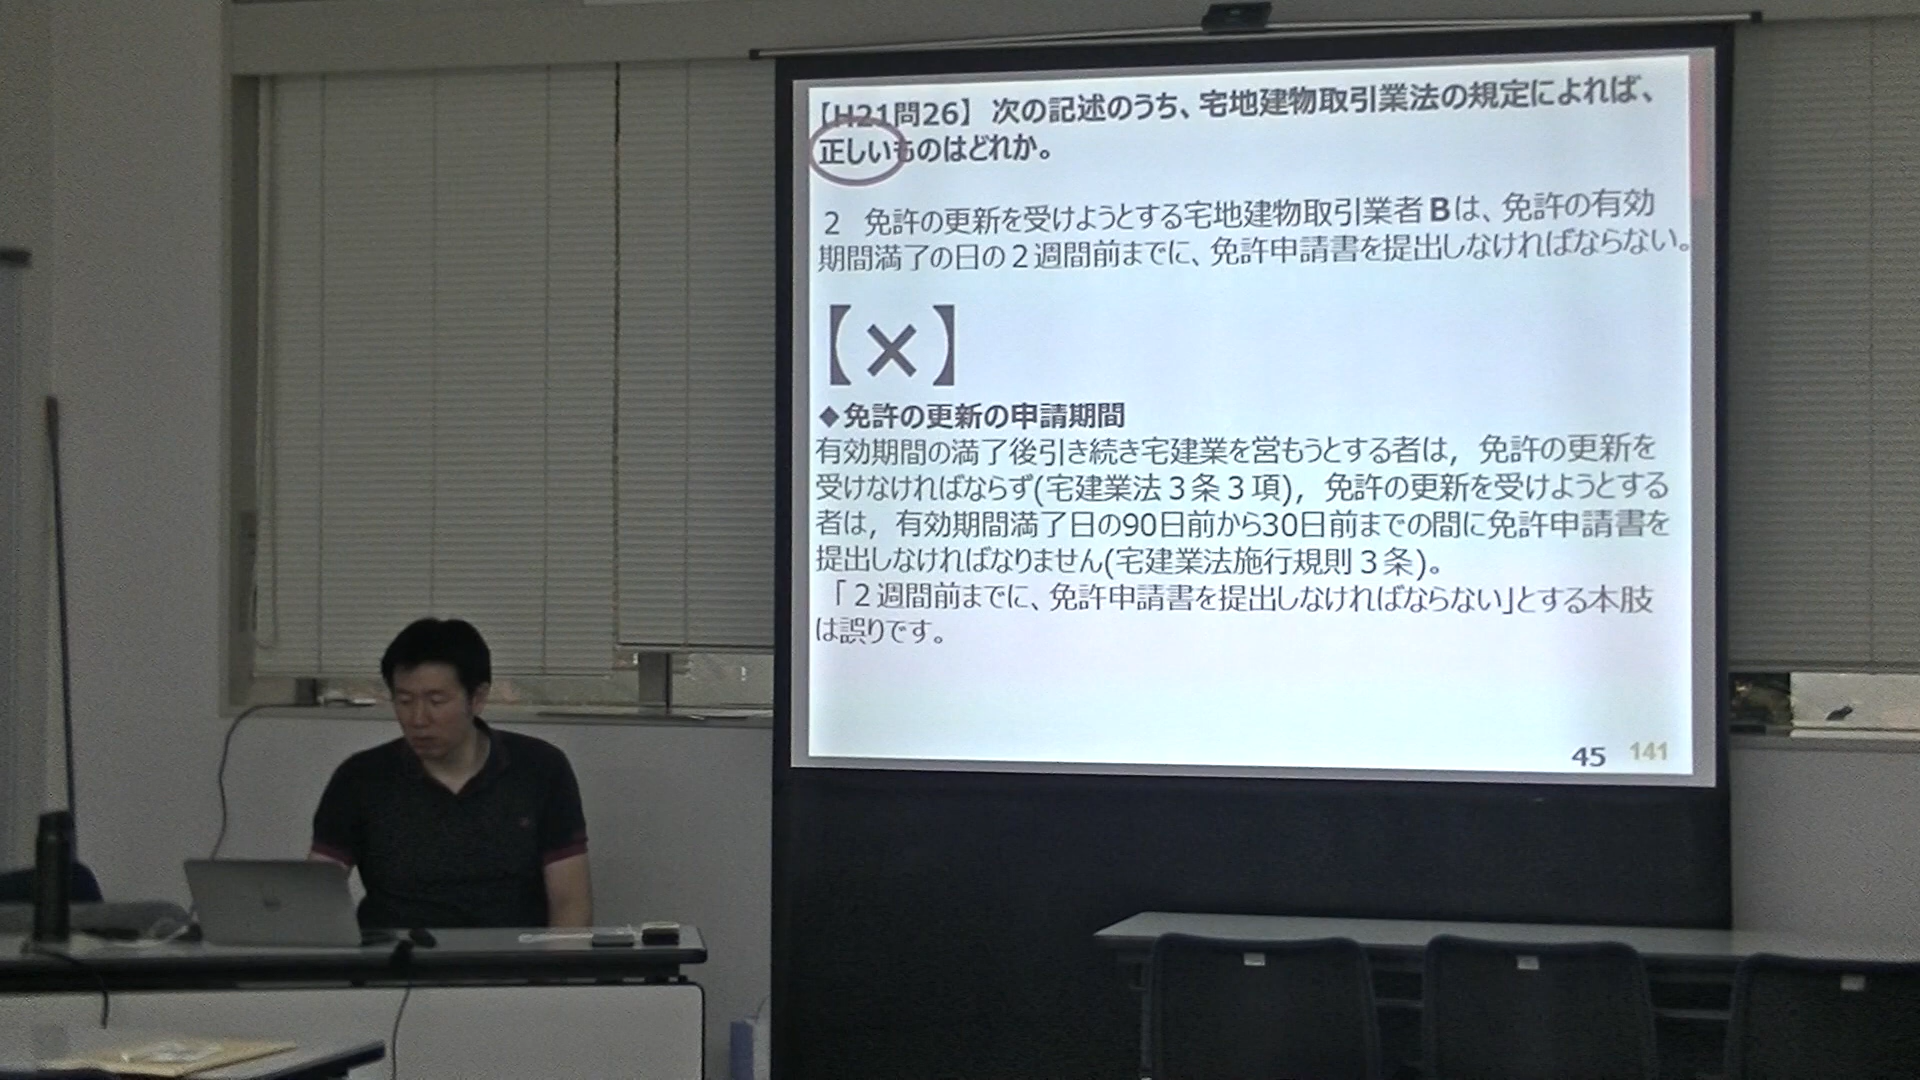 【H21問26】次の記述のうち、宅地建物取引業法の規定によれば、
正しいものはどれか。
２　免許の更新を受けようとする宅地建物取引業者Bは、免許の有効
期間満了の日の２週間前までに、免許申請書を提出しなければならない。
【×】
◆免許の更新の申請期間
有効期間の満了後引き続き宅建業を営もうとする者は，免許の更新を
受けなければならず(宅建業法３条３項)，免許の更新を受けようとする
者は，有効期間満了日の90日前から30日前までの間に免許申請書を
提出しなければなりません(宅建業法施行規則３条)。
「２週間前までに、免許申請書を提出しなければならない」とする本肢
は誤りです。
45 141